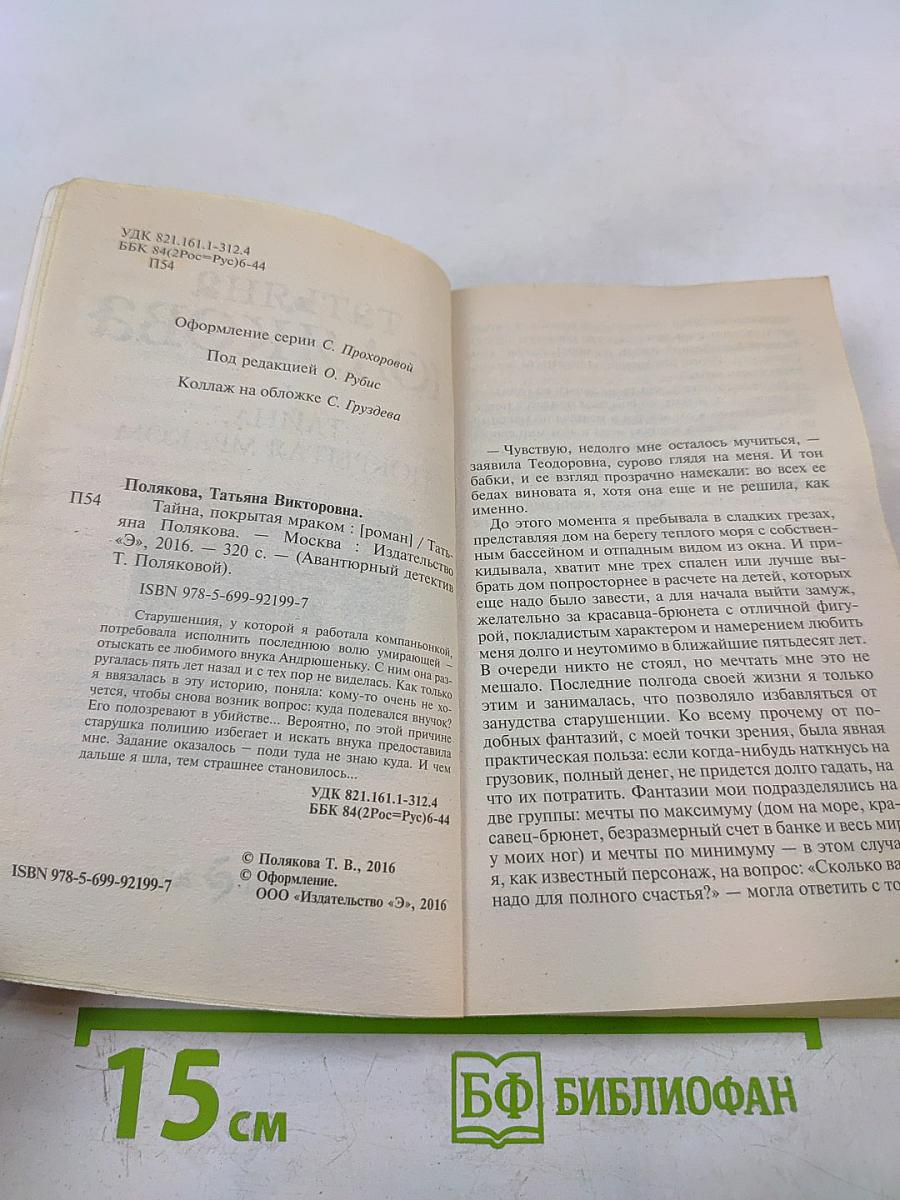 УДК 821.161.1-312.4
ББК 84(2Рос=Рус)6-44
П54
Оформление серии С. Прохоровой
Под редакцией О. Рубис
Коллаж на обложке С. Груздева
Полякова, Татьяна Викторовна.
П54 Тайна, покрытая мраком : [роман] / Тать-
яна Полякова. — Москва : Издательство
«Э», 2016. — 320 с. — (Авантюрный детектив
Т. Поляковой).
ISBN 978-5-699-92199-7
Старушенция, у которой я работала компаньонкой,
потребовала исполнить последнюю волю умирающей –
отыскать ее любимого внука Андрюшеньку. С ним она раз-
ругалась пять лет назад и с тех пор не виделась. Как только
я ввязалась в эту историю, поняла: кому-то очень не хо-
чется, чтобы снова возник вопрос: куда подевался внучок?
Его подозревают в убийстве... Вероятно, по этой причине
старушка полицию избегает и искать внука предоставила
мне. Задание оказалось – поди туда не знаю куда. И чем
дальше я шла, тем страшнее становилось...
УДК 821.161.1-312.4
ББК 84(2Рос=Рус)6-44
© Полякова Т. В., 2016
© Оформление.
ООО «Издательство «Э», 2016
ISBN 978-5-699-92199-7
— Чувствую, недолго мне осталось мучиться, —
заявила Теодоровна, сурово глядя на меня. И тон
бабки, и ее взгляд прозрачно намекали: во всех ее
бедах виновата я, хотя она еще и не решила, как
именно.
До этого момента я пребывала в сладких грезах,
представляя дом на берегу теплого моря с собствен-
ным бассейном и отпадным видом из окна. И при-
кидывала, хватит мне трех спален или лучше вы-
брать дом попросторнее в расчете на детей, которых
еще надо было завести, а для начала выйти замуж,
желательно за красавца-брюнета с отличной фигу-
рой, покладистым характером и намерением любить
меня долго и неутомимо в ближайшие пятьдесят лет.
В очереди никто не стоял, но мечтать мне это не
мешало. Последние полгода своей жизни я только
этим и занималась, что позволяло избавляться от
занудства старушенции. Ко всему прочему от по-
добных фантазий, с моей точки зрения, была явная
практическая польза: если когда-нибудь наткнусь на
грузовик, полный денег, не придется долго гадать, на
что их потратить. Фантазии мои подразделялись на
две группы: мечты по максимуму (дом на море, кра-
савец-брюнет, безразмерный счет в банке и весь мир
у моих ног) и мечты по минимуму — в этом случа
я, как известный персонаж, на вопрос: «Сколько ва
надо для полного счастья?» — могла ответить с то
15 см
БФ БИБЛИОФАН